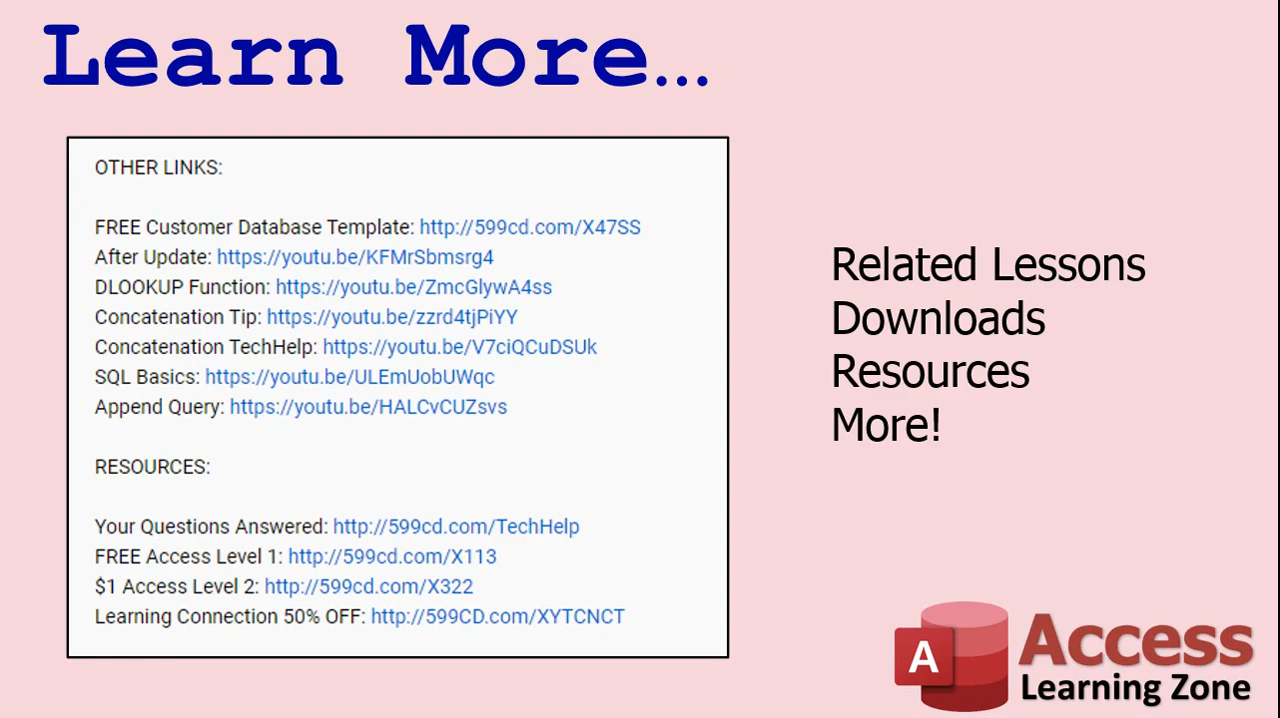 Learn More...
OTHER LINKS:
FREE Customer Database Template: http://599cd.com/X47SS
After Update: https://youtu.be/KFMrSbmsrg4
DLOOKUP Function: https://youtu.be/ZmcGlywA4ss
Concatenation Tip: https://youtu.be/zzrd4tjPiYY
Concatenation TechHelp: https://youtu.be/V7ciQCuDSUk
SQL Basics: https://youtu.be/ULEmUobUWqc
Append Query: https://youtu.be/HALCvCUZsvs
RESOURCES:
Your Questions Answered: http://599cd.com/TechHelp
FREE Access Level 1: http://599cd.com/X113
$1 Access Level 2: http://599cd.com/X322
Learning Connection 50% OFF: http://599CD.com/XYTCNCT
Related Lessons
Downloads
Resources
More!
A
Access
Learning Zone